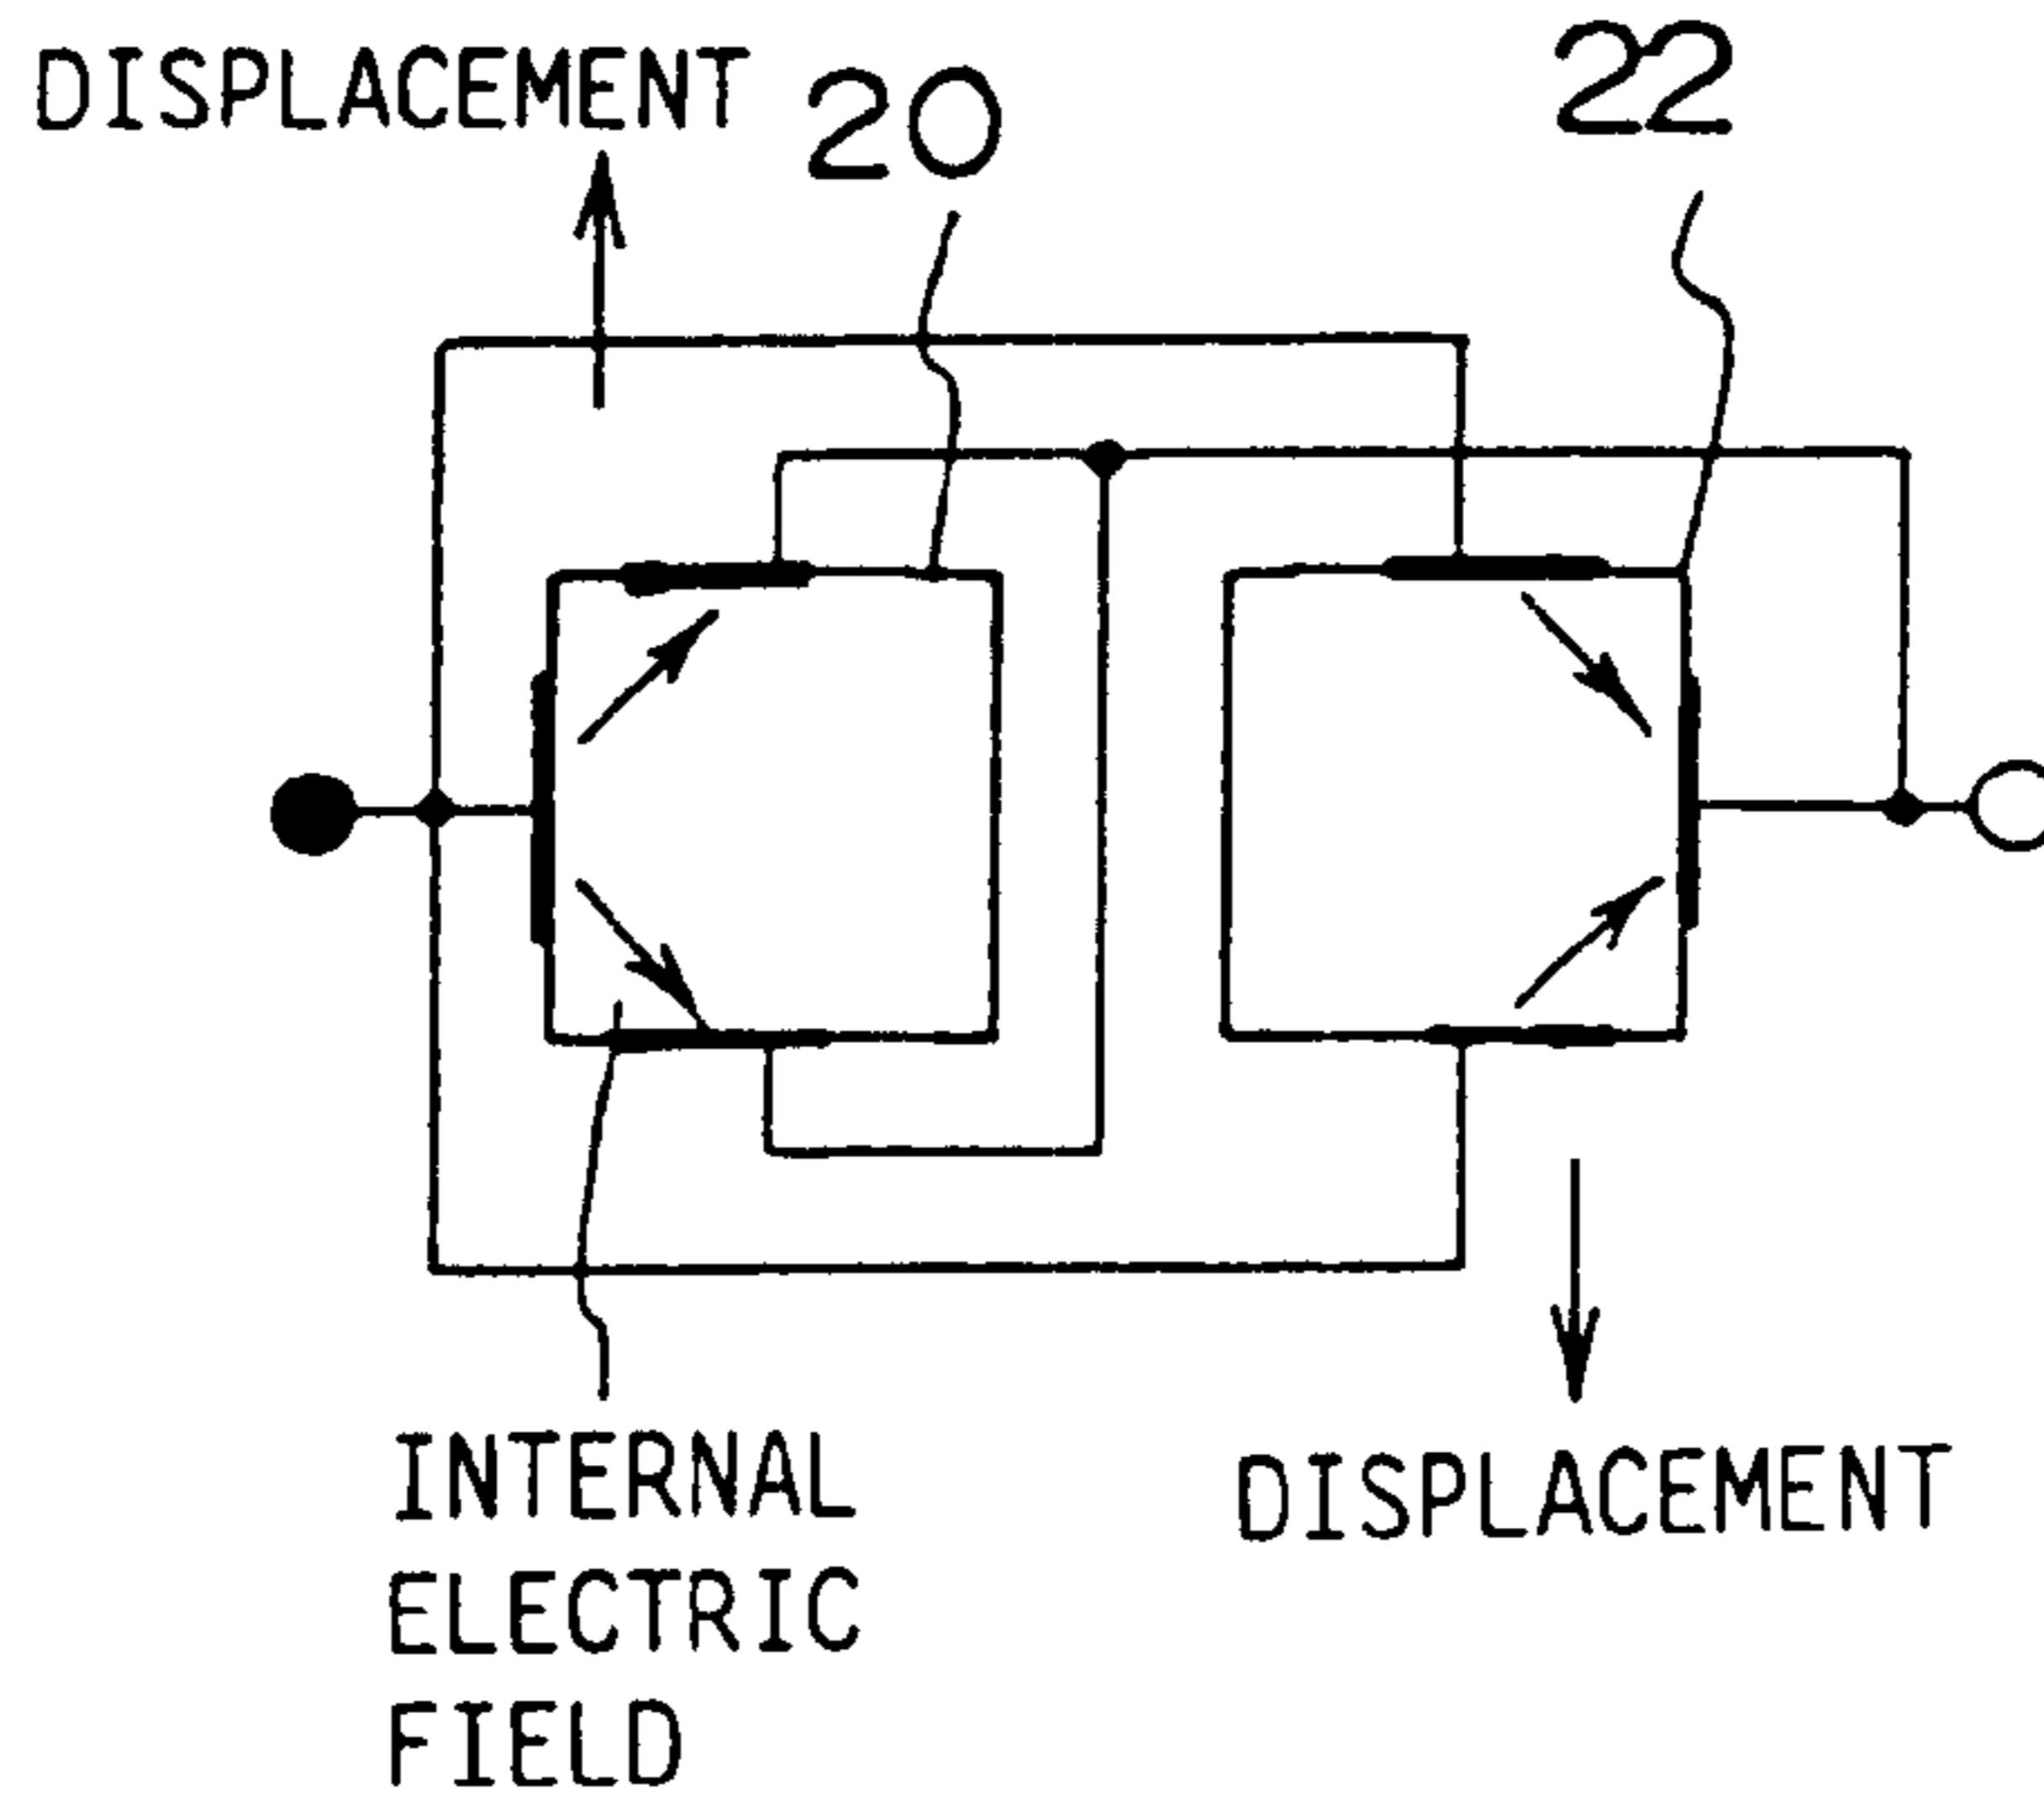 DISPLACEMENT
20
22
INTERNAL
ELECTRIC
FIELD
DISPLACEMENT